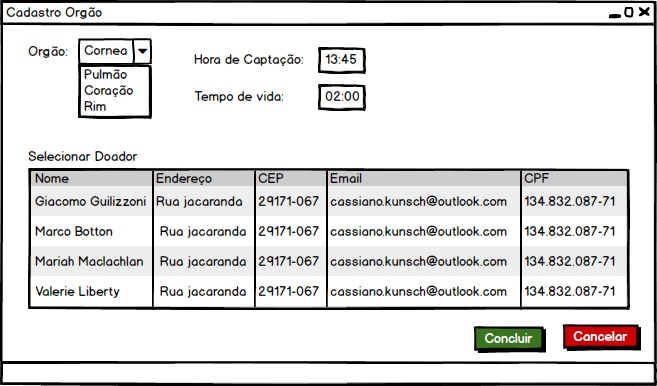 Cadastro Orgão
Orgão: Cornea
Pulmão
Coração
Rim
Hora de Captação: 13:45
Tempo de vida: 02:00
Selecionar Doador
Nome Endereço CEP Email CPF
Giacomo Guilizzoni Rua jacaranda 29171-067 cassiano.kunsch@outlook.com 134.832.087-71
Marco Botton Rua jacaranda 29171-067 cassiano.kunsch@outlook.com 134.832.087-71
Mariah Maclachlan Rua jacaranda 29171-067 cassiano.kunsch@outlook.com 134.832.087-71
Valerie Liberty Rua jacaranda 29171-067 cassiano.kunsch@outlook.com 134.832.087-71
Concluir Cancelar